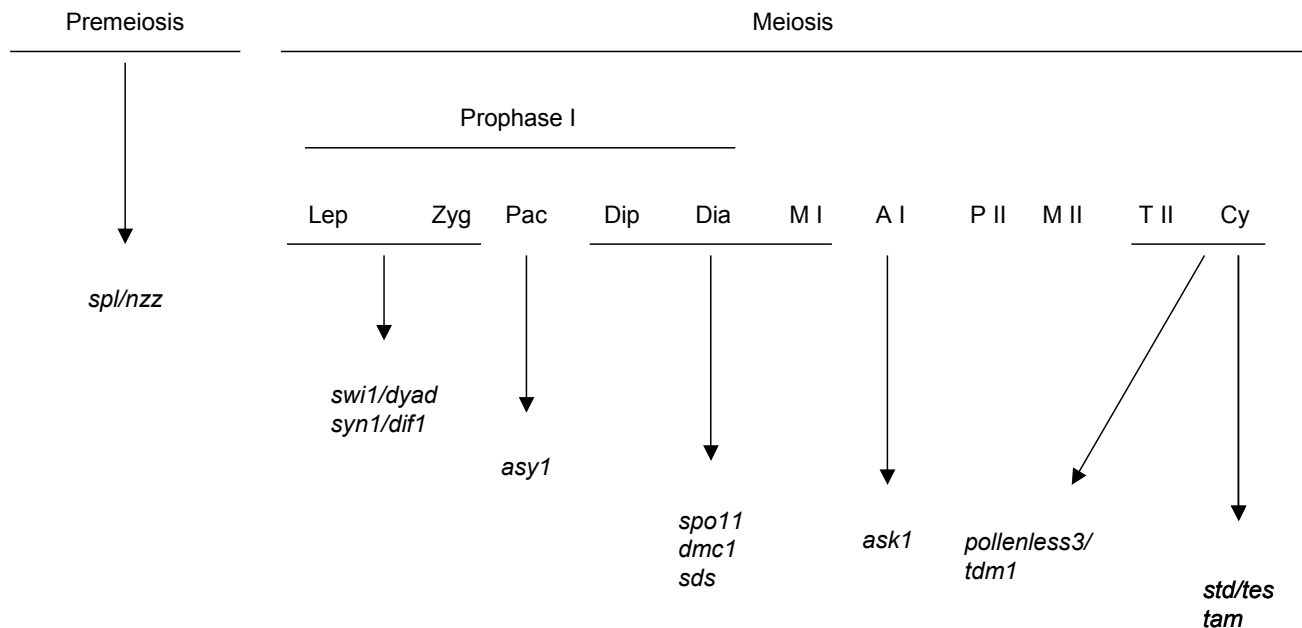 Premeiosis Meiosis
Prophase I
Lep Zyg Pac Dip Dia M I A I P II M II T II Cy
spl/nzz
swi1/dyad
syn1/dif1
asy1
spo11
dmc1
sds
ask1
pollenless3/
tdm1
std/tes
tam